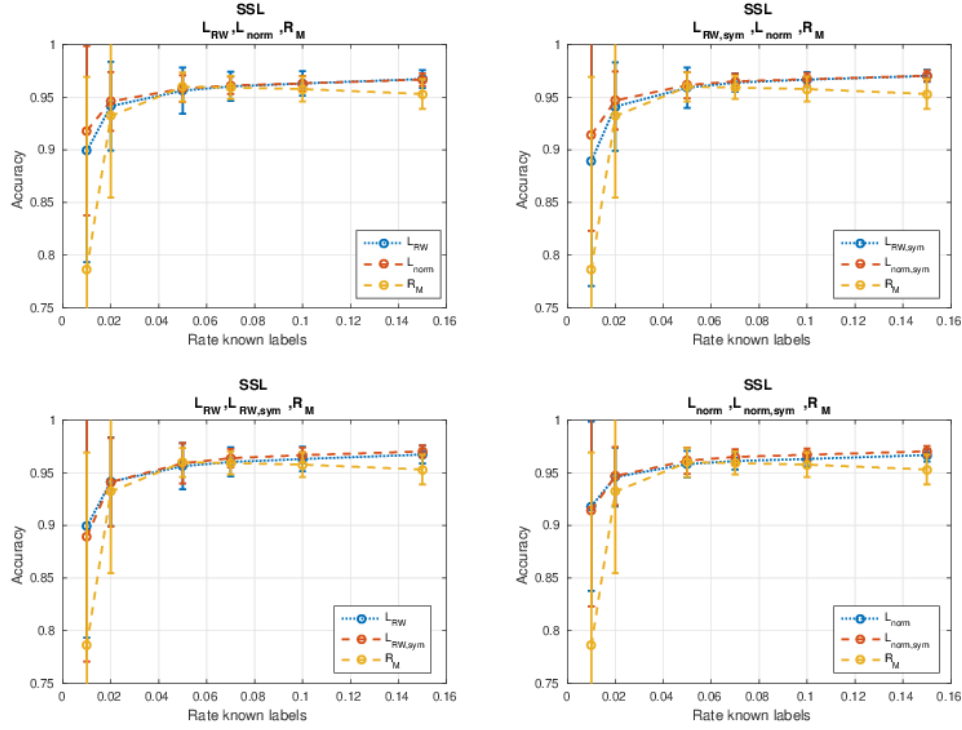 SSL
L_RW ,L_norm ,R_M
1
0.95
0.9
0.85
0.8
0.75
Accuracy
0 0.02 0.04 0.06 0.08 0.1 0.12 0.14 0.16
Rate known labels
L_RW
L_norm
R_M
SSL
L_RW,sym ,L_norm ,R_M
1
0.95
0.9
0.85
0.8
0.75
Accuracy
0 0.02 0.04 0.06 0.08 0.1 0.12 0.14 0.16
Rate known labels
L_RW,sym
L_norm,sym
R_M
SSL
L_RW ,L_RW,sym ,R_M
1
0.95
0.9
0.85
0.8
0.75
Accuracy
0 0.02 0.04 0.06 0.08 0.1 0.12 0.14 0.16
Rate known labels
L_RW
L_RW,sym
R_M
SSL
L_norm ,L_norm,sym ,R_M
1
0.95
0.9
0.85
0.8
0.75
Accuracy
0 0.02 0.04 0.06 0.08 0.1 0.12 0.14 0.16
Rate known labels
L_norm
L_norm,sym
R_M